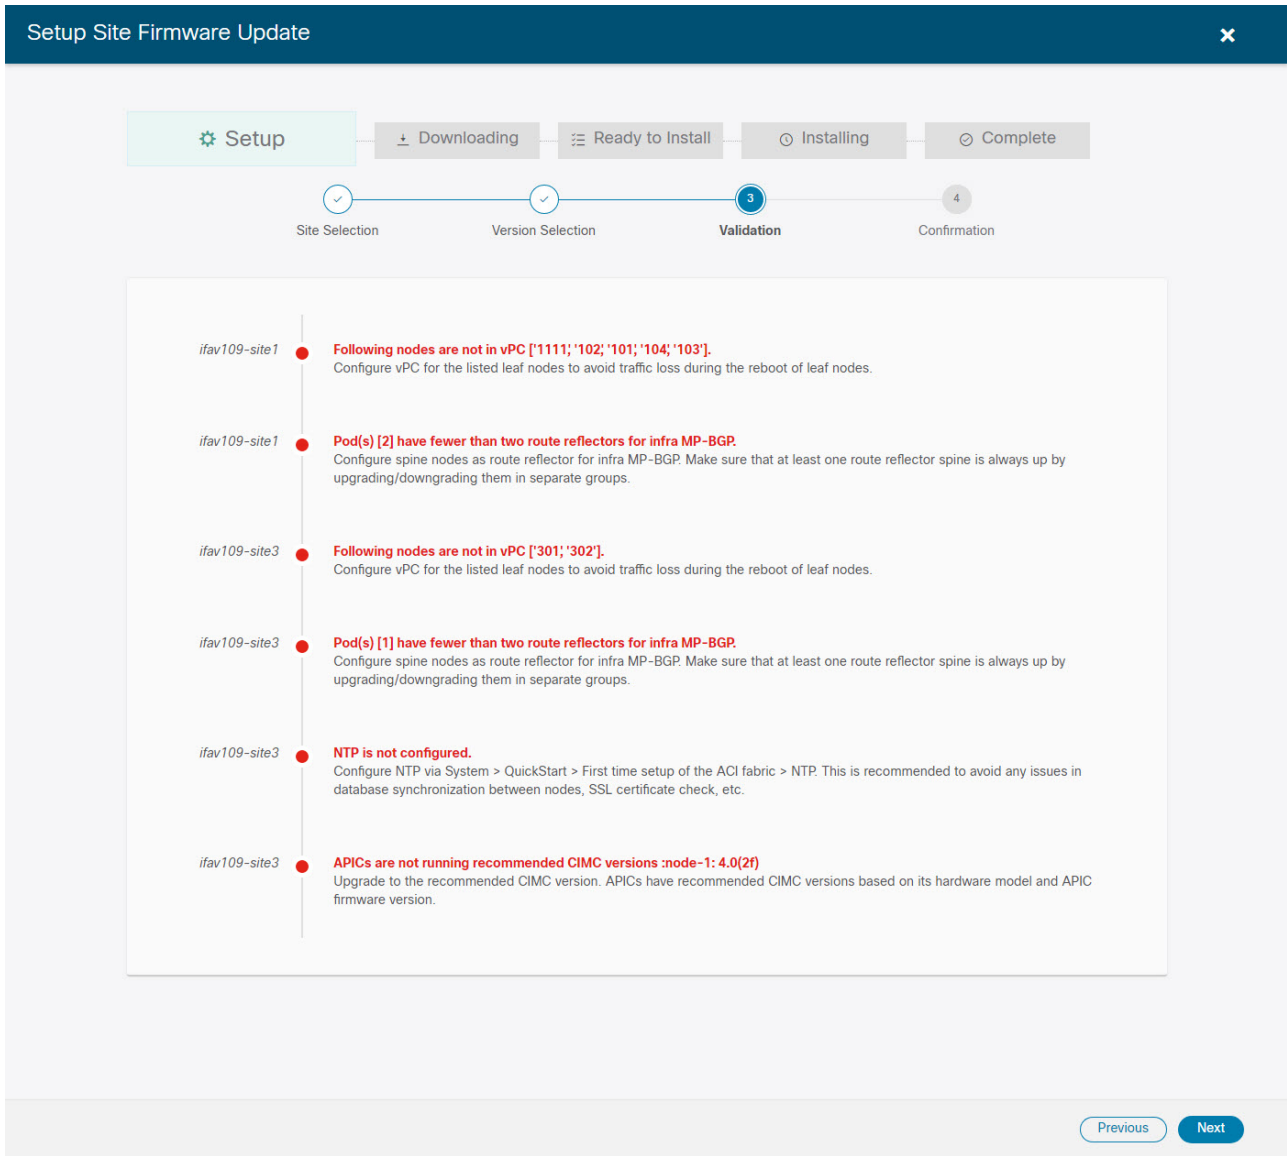 Setup Site Firmware Update
Setup
Downloading
Ready to Install
Installing
Complete
3
4
Site Selection
Version Selection
Validation
Confirmation
ifav109-site1
Following nodes are not in vPC ['1111', '102', '101', '104', '103'].
Configure vPC for the listed leaf nodes to avoid traffic loss during the reboot of leaf nodes.
ifav109-site1
Pod(s) [2] have fewer than two route reflectors for infra MP-BGP.
Configure spine nodes as route reflector for infra MP-BGP. Make sure that at least one route reflector spine is always up by
upgrading/downgrading them in separate groups.
ifav109-site3
Following nodes are not in vPC ['301', '302'].
Configure vPC for the listed leaf nodes to avoid traffic loss during the reboot of leaf nodes.
ifav109-site3
Pod(s) [1] have fewer than two route reflectors for infra MP-BGP.
Configure spine nodes as route reflector for infra MP-BGP. Make sure that at least one route reflector spine is always up by
upgrading/downgrading them in separate groups.
ifav109-site3
NTP is not configured.
Configure NTP via System > QuickStart > First time setup of the ACI fabric > NTP. This is recommended to avoid any issues in
database synchronization between nodes, SSL certificate check, etc.
ifav109-site3
APICs are not running recommended CIMC versions :node-1: 4.0(2f)
Upgrade to the recommended CIMC version. APICs have recommended CIMC versions based on its hardware model and APIC
firmware version.
Previous
Next